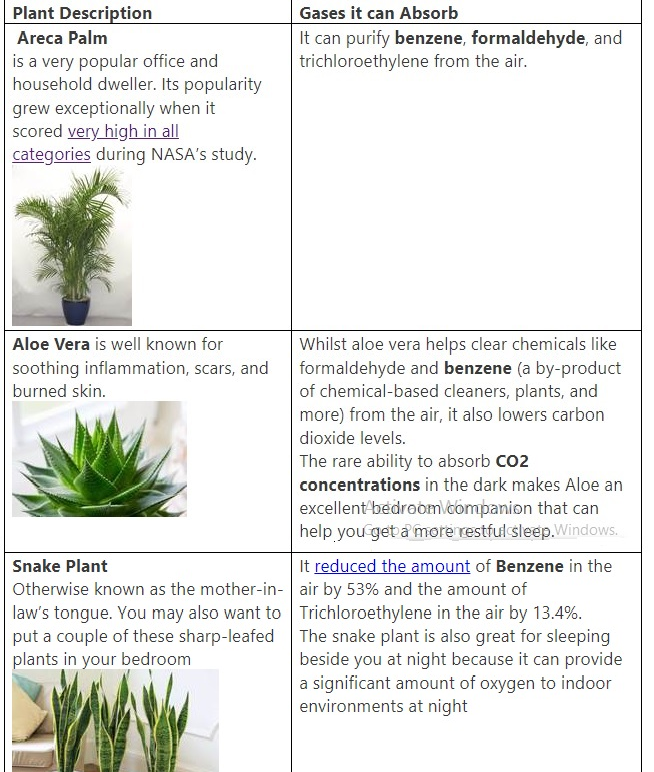 Plant Description
Gases it can Absorb
Areca Palm
is a very popular office and
household dweller. Its popularity
grew exceptionally when it
scored very high in all
categories during NASA’s study.
It can purify benzene, formaldehyde, and
trichloroethylene from the air.
Aloe Vera is well known for
soothing inflammation, scars, and
burned skin.
Whilst aloe vera helps clear chemicals like
formaldehyde and benzene (a by-product
of chemical-based cleaners, plants, and
more) from the air, it also lowers carbon
dioxide levels.
The rare ability to absorb CO2
concentrations in the dark makes Aloe an
excellent bedroom companion that can
help you get a more restful sleep.
Activate Windows
Go to PC settings to activate Windows.
Snake Plant
Otherwise known as the mother-in-
law’s tongue. You may also want to
put a couple of these sharp-leafed
plants in your bedroom
It reduced the amount of Benzene in the
air by 53% and the amount of
Trichloroethylene in the air by 13.4%.
The snake plant is also great for sleeping
beside you at night because it can provide
a significant amount of oxygen to indoor
environments at night